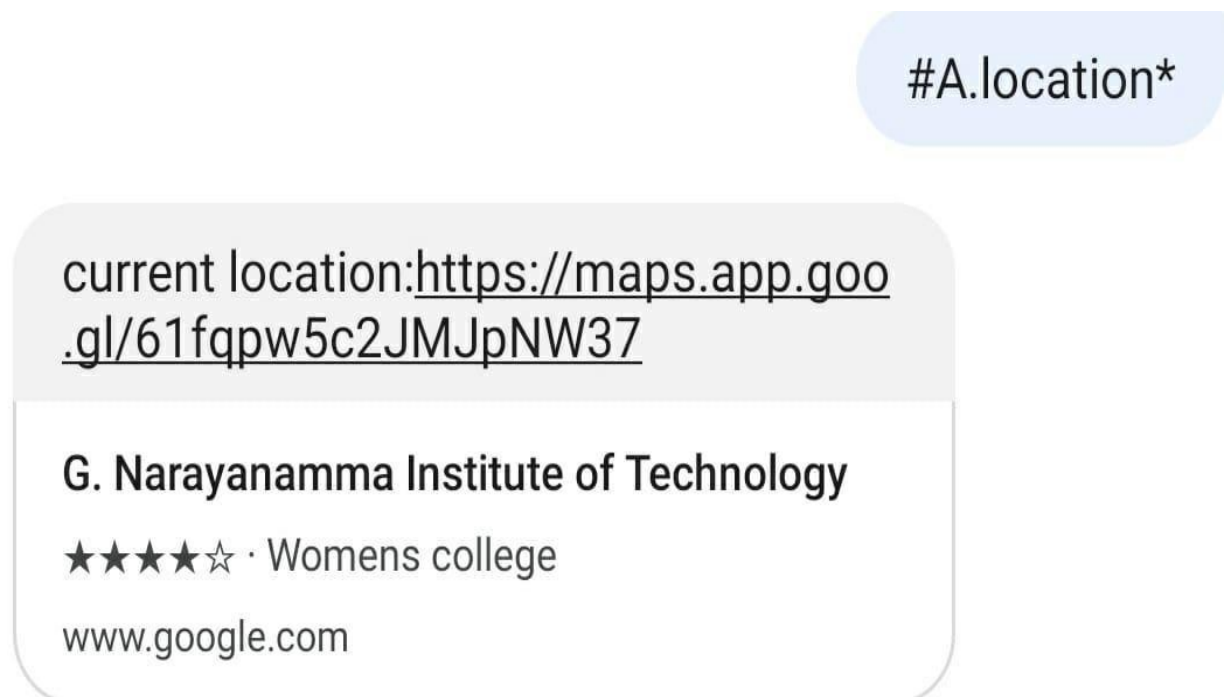 #A.location*
current location:https://maps.app.goo
.gl/61fqpw5c2JMJpNW37
G. Narayanamma Institute of Technology
★★★★☆ · Womens college
www.google.com